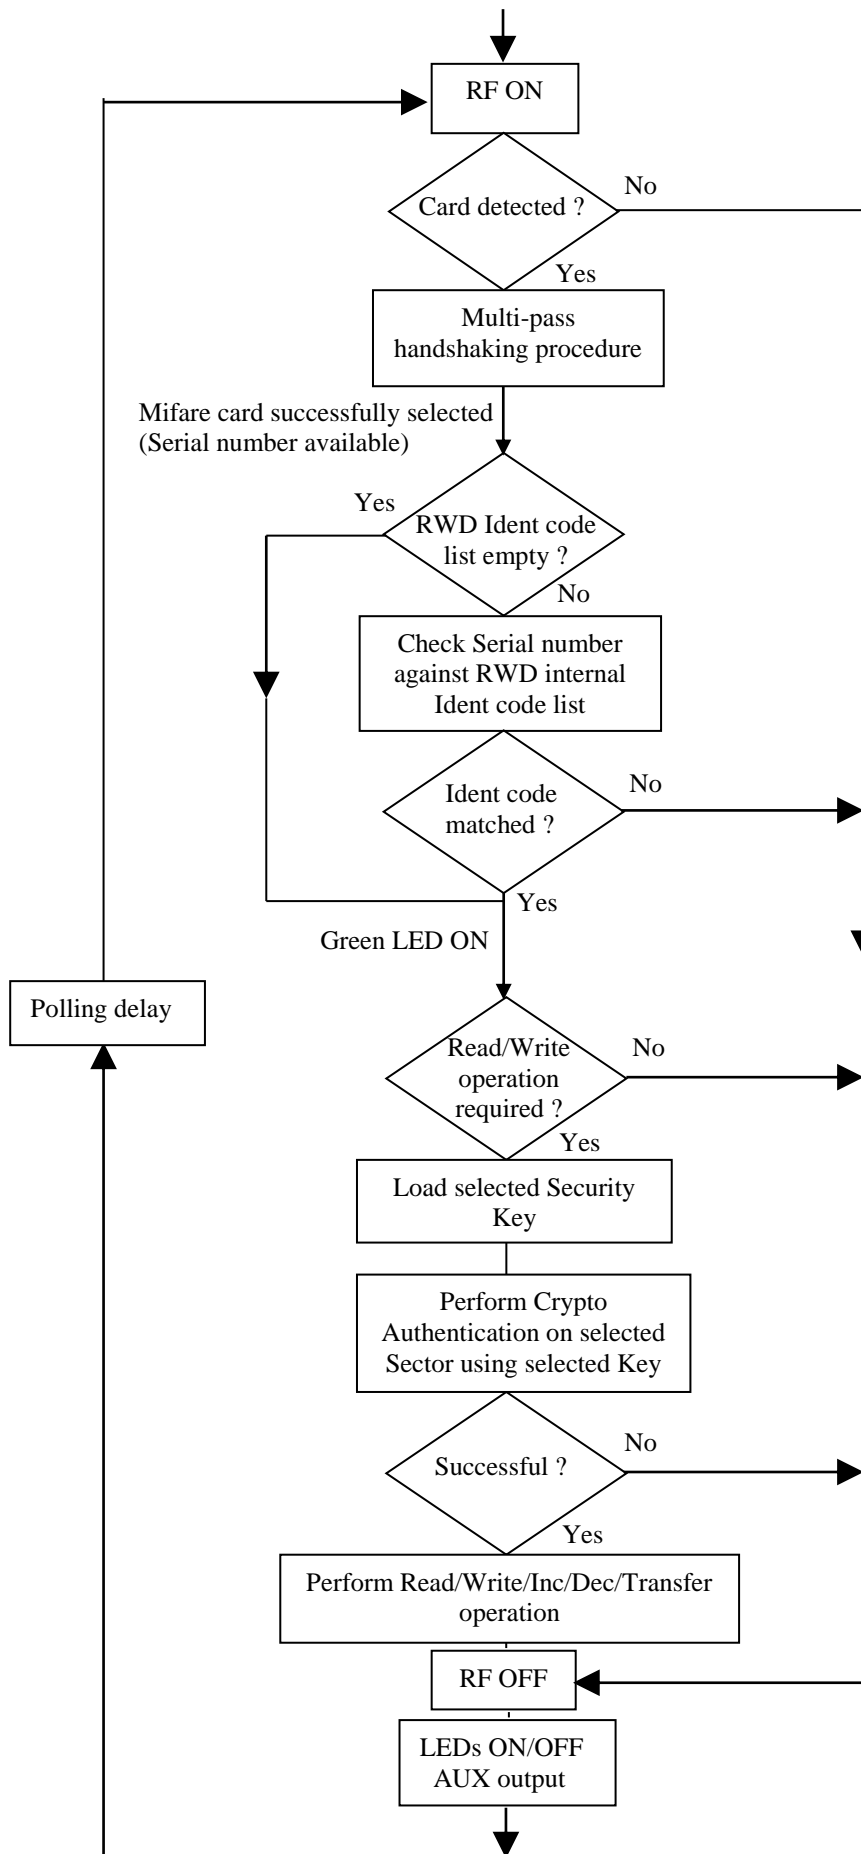 RF ON
No
Card detected ?
Yes
Multi-pass
handshaking procedure
Mifare card successfully selected
(Serial number available)
Yes
RWD Ident code
list empty ?
No
Check Serial number
against RWD internal
Ident code list
Ident code
matched ?
No
Yes
Green LED ON
Polling delay
Read/Write
operation
required ?
No
Yes
Load selected Security
Key
Perform Crypto
Authentication on selected
Sector using selected Key
Successful ?
No
Yes
Perform Read/Write/Inc/Dec/Transfer
operation
RF OFF
LEDs ON/OFF
AUX output